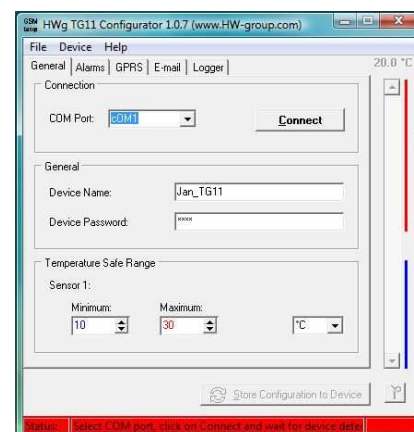 GSM temp HWg TG11 Configurator 1.0.7 (www.HW-group.com)
File Device Help
General Alarms GPRS E-mail Logger
20.0 °C
Connection
COM Port: cOM1 Connect
General
Device Name: Jan_TG11
Device Password: ****
Temperature Safe Range
Sensor 1:
Minimum: Maximum:
10 30 °C
Store Configuration to Device
Status: Select COM port, click on Connect and wait for device dete